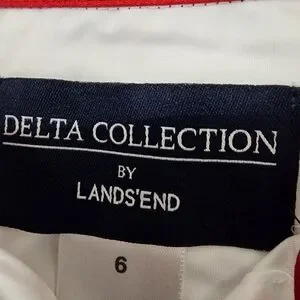 DELTA COLLECTION
BY
LANDS'END
6